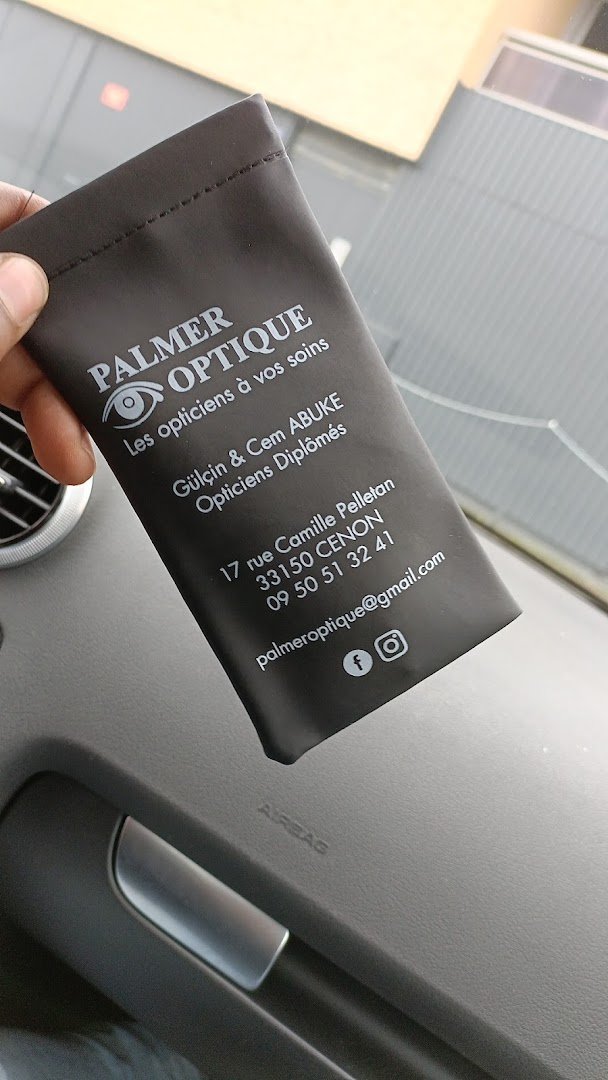 PALMER
OPTIQUE
Les opticiens à vos soins
Gülçin & Cem ABUKE
Opticiens Diplômés
17 rue Camille Pelletan
33150 CENON
09 50 51 32 41
palmeroptique@gmail.com
AIRBAG